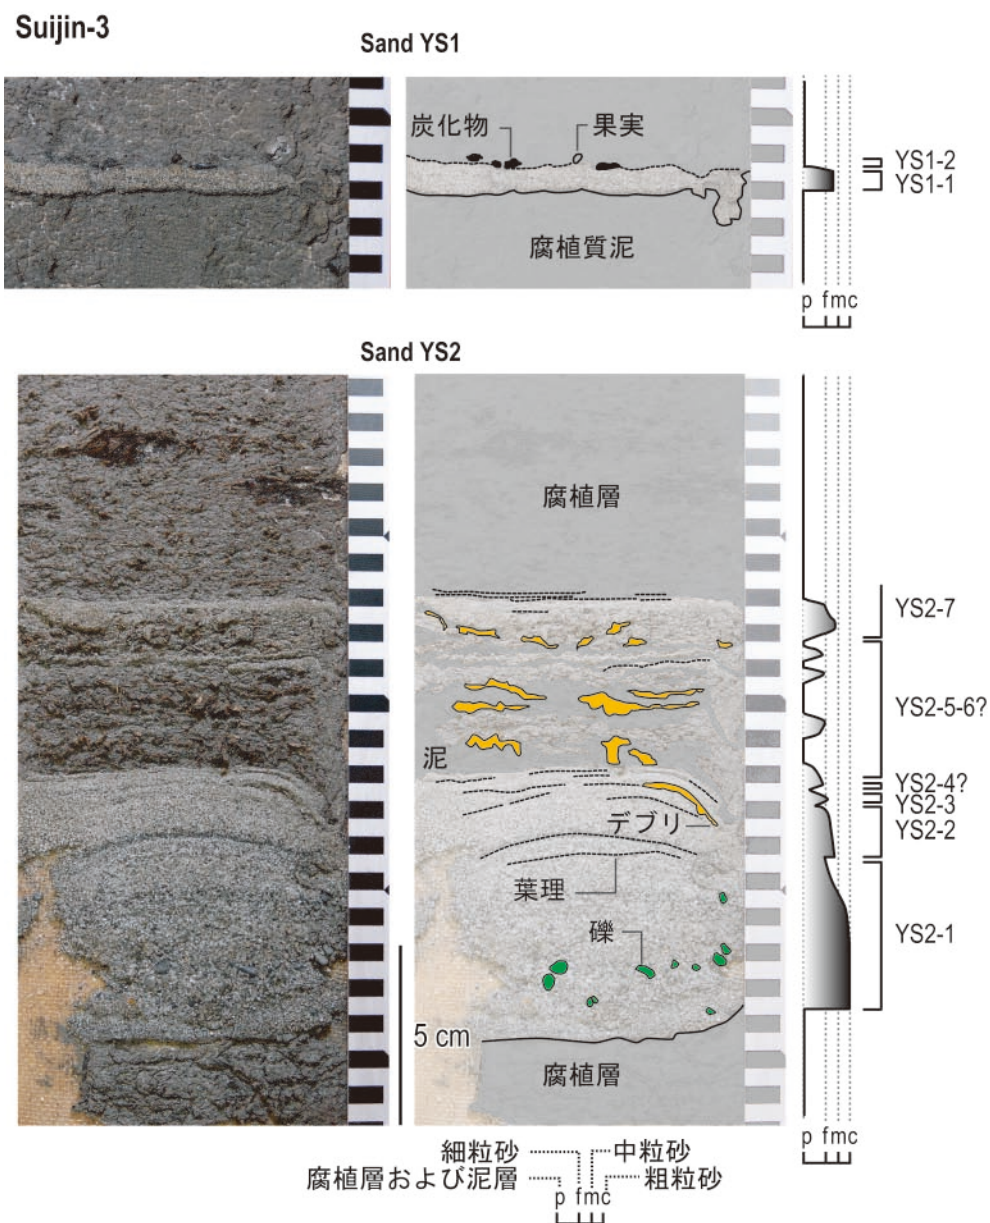 Suijin-3
Sand YS1
炭化物
果実
腐植質泥
YS1-2
YS1-1
p fmc
Sand YS2
腐植層
YS2-7
YS2-5-6?
泥
YS2-4?
YS2-3
デブリ
YS2-2
葉理
礫
YS2-1
5 cm
腐植層
p fmc
細粒砂 中粒砂
腐植層および泥層 粗粒砂
p fmc